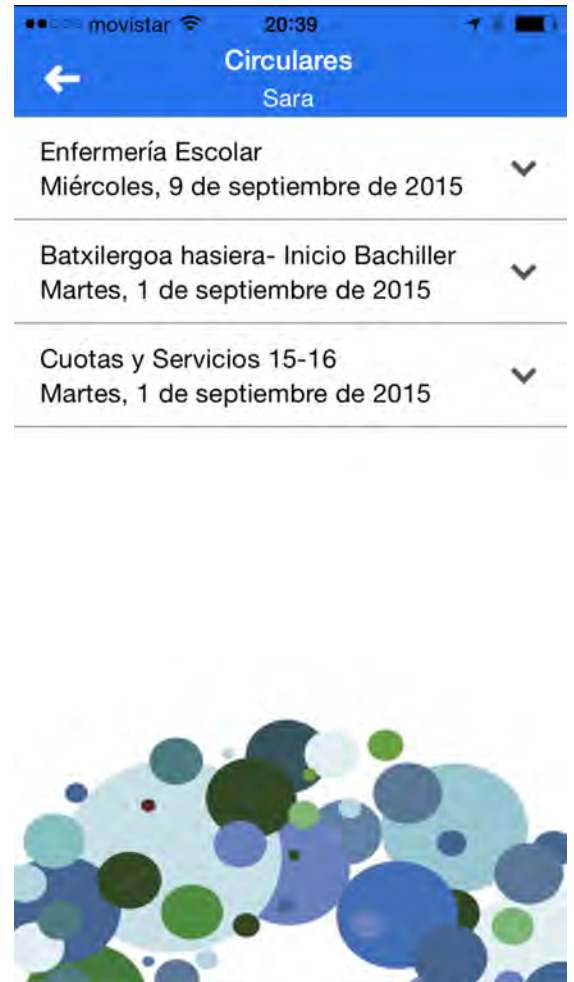 movistar 20:39
Circulares
Sara
Enfermería Escolar
Miércoles, 9 de septiembre de 2015
Batxilergoa hasiera- Inicio Bachiller
Martes, 1 de septiembre de 2015
Cuotas y Servicios 15-16
Martes, 1 de septiembre de 2015